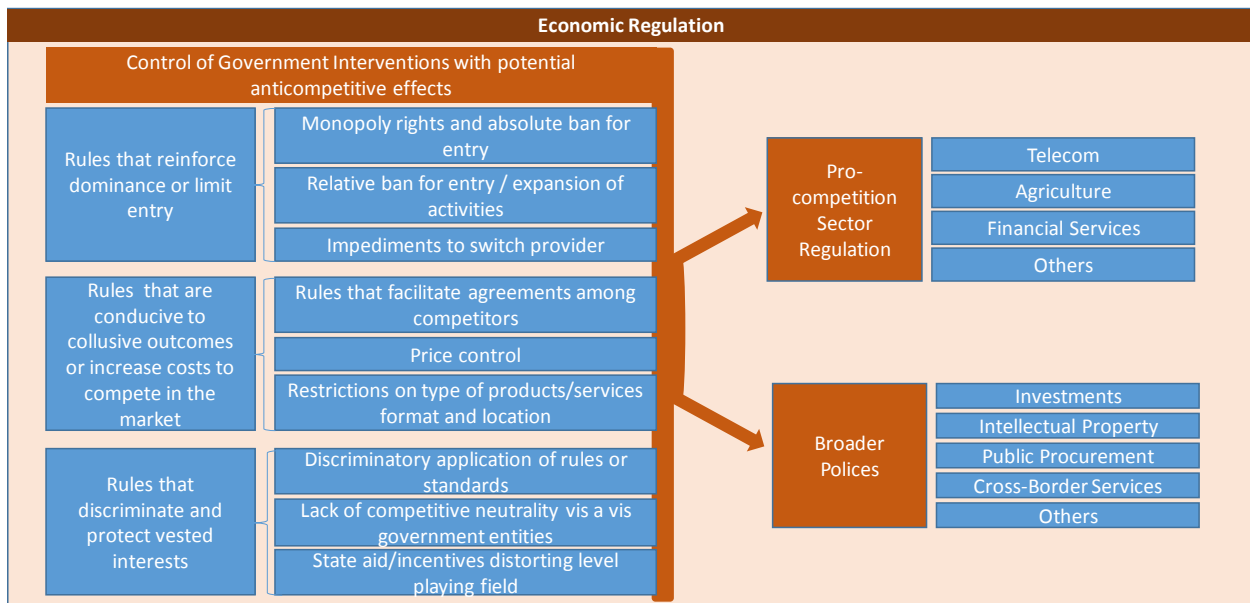 Economic Regulation
Control of Government Interventions with potential
anticompetitive effects
Rules that reinforce
dominance or limit
entry
Monopoly rights and absolute ban for
entry
Relative ban for entry / expansion of
activities
Impediments to switch provider
Rules that are
conducive to
collusive outcomes
or increase costs to
compete in the
market
Rules that facilitate agreements among
competitors
Price control
Restrictions on type of products/services
format and location
Rules that
discriminate and
protect vested
interests
Discriminatory application of rules or
standards
Lack of competitive neutrality vis a vis
government entities
State aid/incentives distorting level
playing field
Pro-
competition
Sector
Regulation
Telecom
Agriculture
Financial Services
Others
Broader
Polices
Investments
Intellectual Property
Public Procurement
Cross-Border Services
Others